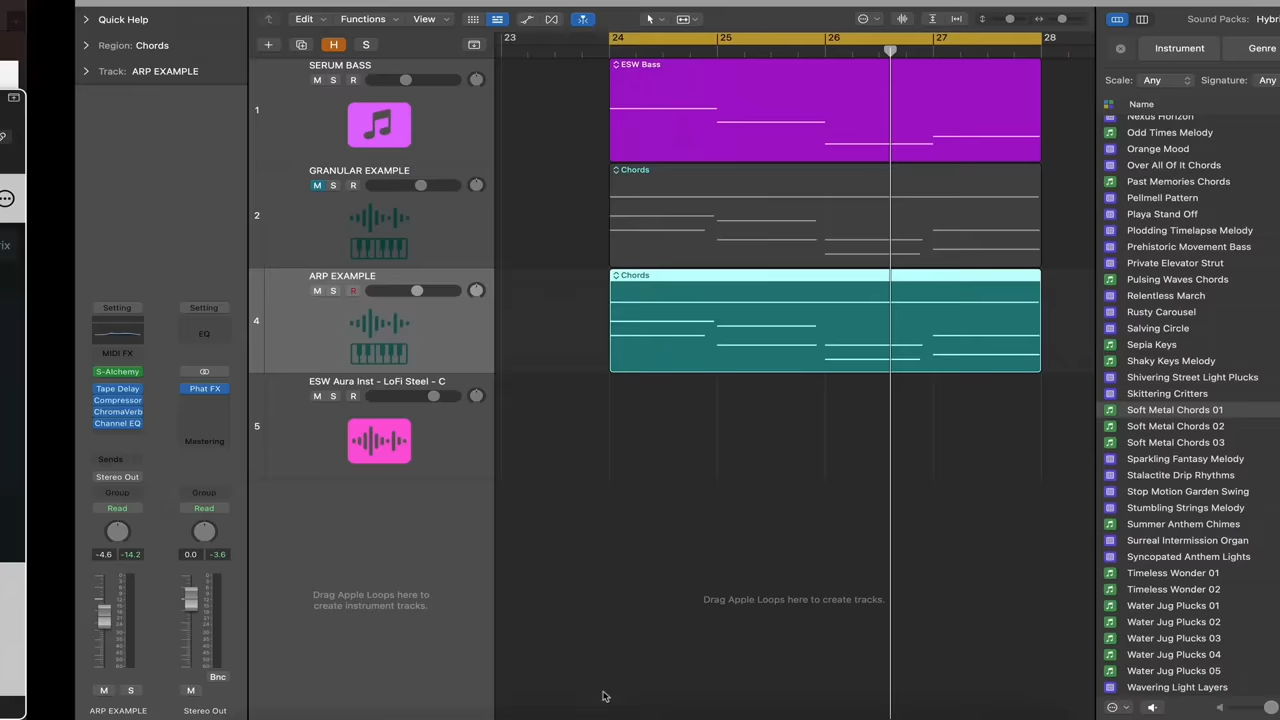 Quick Help
Region: Chords
Track: ARP EXAMPLE
Edit
Functions
View
H
S
23
24
25
26
27
28
Sound Packs: Hybri
Instrument
Genre
Scale: Any
Signature: Any
Name
SERUM BASS
M S R
1
GRANULAR EXAMPLE
M S R
2
ARP EXAMPLE
M S R
4
ESW Aura Inst - LoFi Steel - C
M S R
5
ESW Bass
Chords
Chords
Drag Apple Loops here to
create instrument tracks.
Drag Apple Loops here to create tracks.
rix
Setting
MIDI FX
S-Alchemy
Tape Delay
Compressor
ChromaVerb
Channel EQ
Sends
Stereo Out
Group
Read
-4.6 -14.2
M S
ARP EXAMPLE
Setting
EQ
Phat FX
Mastering
Group
Read
0.0 -3.6
Bnc
M
Stereo Out
Nexus Horizon
Odd Times Melody
Orange Mood
Over All Of It Chords
Past Memories Chords
Pellmell Pattern
Playa Stand Off
Plodding Timelapse Melody
Prehistoric Movement Bass
Private Elevator Strut
Pulsing Waves Chords
Relentless March
Rusty Carousel
Salving Circle
Sepia Keys
Shaky Keys Melody
Shivering Street Light Plucks
Skittering Critters
Soft Metal Chords 01
Soft Metal Chords 02
Soft Metal Chords 03
Sparkling Fantasy Melody
Stalactite Drip Rhythms
Stop Motion Garden Swing
Stumbling Strings Melody
Summer Anthem Chimes
Surreal Intermission Organ
Syncopated Anthem Lights
Timeless Wonder 01
Timeless Wonder 02
Water Jug Plucks 01
Water Jug Plucks 02
Water Jug Plucks 03
Water Jug Plucks 04
Water Jug Plucks 05
Wavering Light Layers